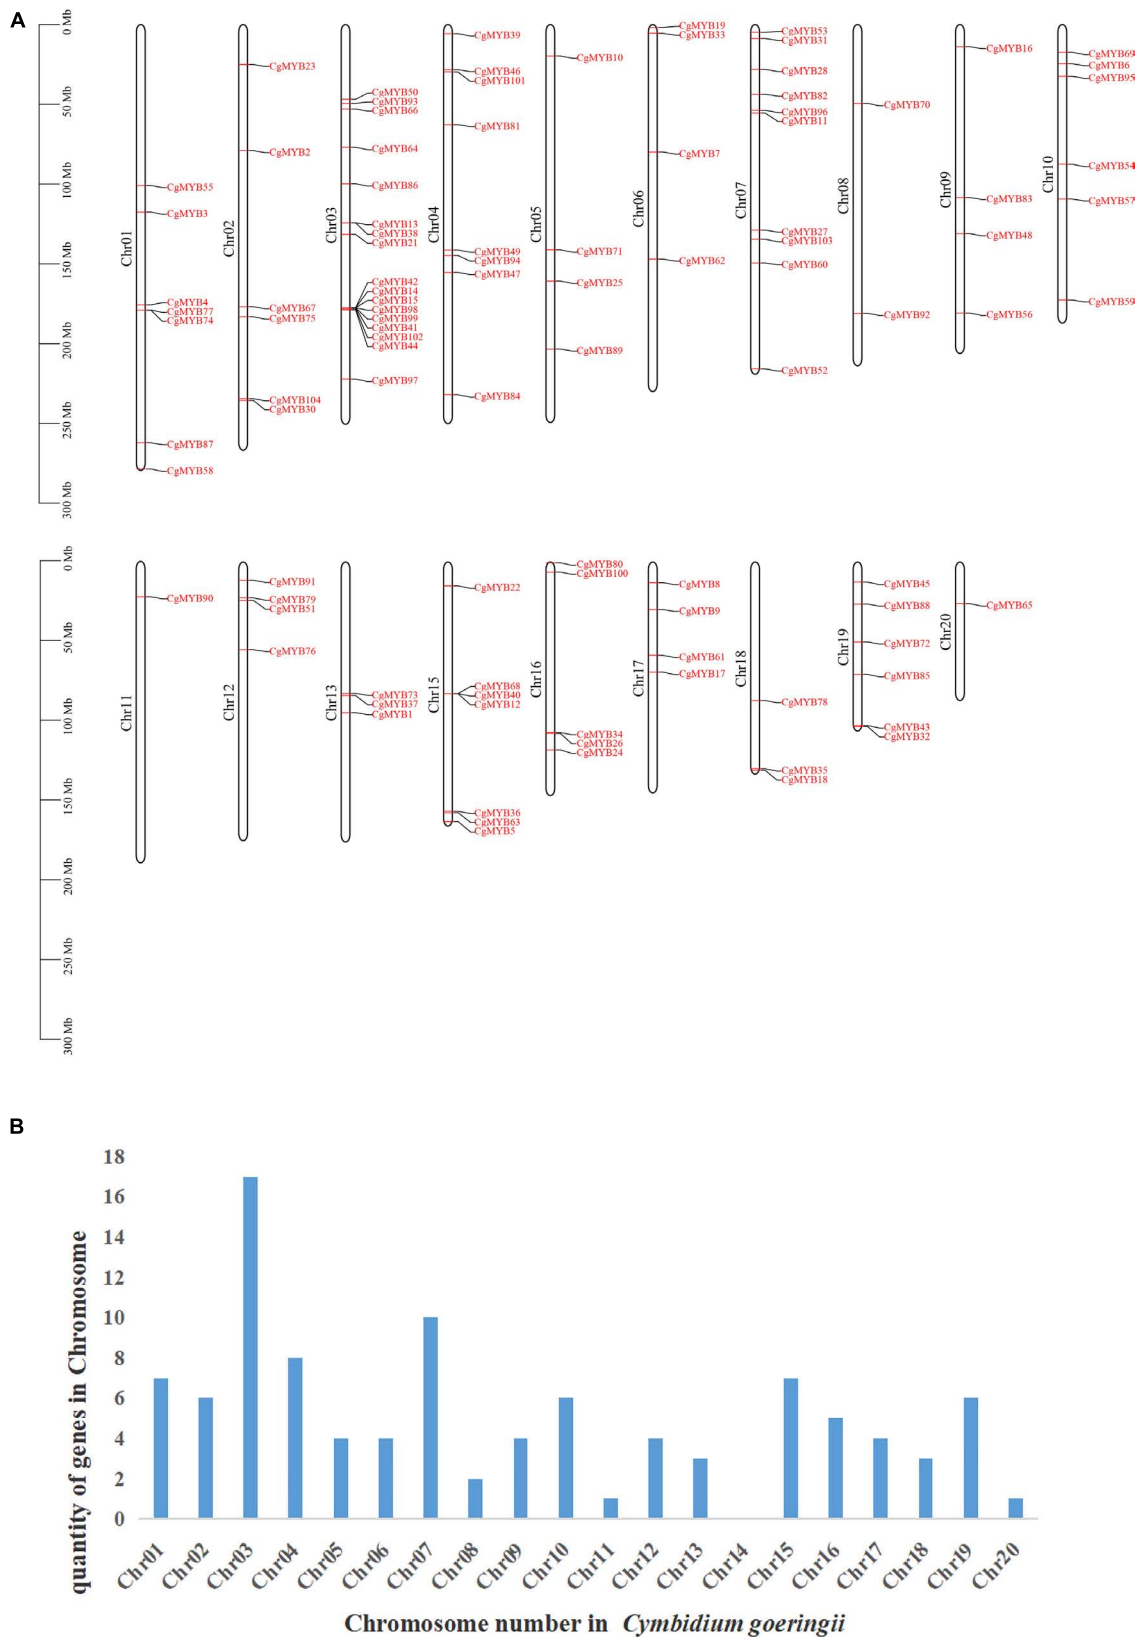 A
0 Mb
50 Mb
100 Mb
150 Mb
200 Mb
250 Mb
300 Mb
Chr01
CgMYB55
CgMYB3
CgMYB4
CgMYB77
CgMYB74
CgMYB87
CgMYB58
Chr02
CgMYB23
CgMYB2
CgMYB67
CgMYB75
CgMYB104
CgMYB30
Chr03
CgMYB50
CgMYB93
CgMYB66
CgMYB64
CgMYB86
CgMYB13
CgMYB38
CgMYB21
CgMYB42
CgMYB14
CgMYB15
CgMYB98
CgMYB99
CgMYB41
CgMYB102
CgMYB44
CgMYB97
Chr04
CgMYB39
CgMYB46
CgMYB101
CgMYB81
CgMYB49
CgMYB94
CgMYB47
CgMYB84
Chr05
CgMYB10
CgMYB71
CgMYB25
CgMYB89
Chr06
CgMYB19
CgMYB33
CgMYB7
CgMYB62
Chr07
CgMYB53
CgMYB31
CgMYB28
CgMYB82
CgMYB96
CgMYB11
CgMYB27
CgMYB103
CgMYB60
CgMYB52
Chr08
CgMYB70
CgMYB92
Chr09
CgMYB16
CgMYB83
CgMYB48
CgMYB56
Chr10
CgMYB69
CgMYB6
CgMYB95
CgMYB54
CgMYB57
CgMYB59
0 Mb
50 Mb
100 Mb
150 Mb
200 Mb
250 Mb
300 Mb
Chr11
CgMYB90
Chr12
CgMYB91
CgMYB79
CgMYB51
CgMYB76
Chr13
CgMYB73
CgMYB37
CgMYB1
Chr15
CgMYB22
CgMYB68
CgMYB40
CgMYB12
CgMYB36
CgMYB63
CgMYB5
Chr16
CgMYB80
CgMYB100
CgMYB34
CgMYB26
CgMYB24
Chr17
CgMYB8
CgMYB9
CgMYB61
CgMYB17
Chr18
CgMYB78
CgMYB35
CgMYB18
Chr19
CgMYB45
CgMYB88
CgMYB72
CgMYB85
CgMYB43
CgMYB32
Chr20
CgMYB65
B
quantity of genes in Chromosome
18
16
14
12
10
8
6
4
2
0
Chr01
Chr02
Chr03
Chr04
Chr05
Chr06
Chr07
Chr08
Chr09
Chr10
Chr11
Chr12
Chr13
Chr14
Chr15
Chr16
Chr17
Chr18
Chr19
Chr20
Chromosome number in Cymbidium goeringii